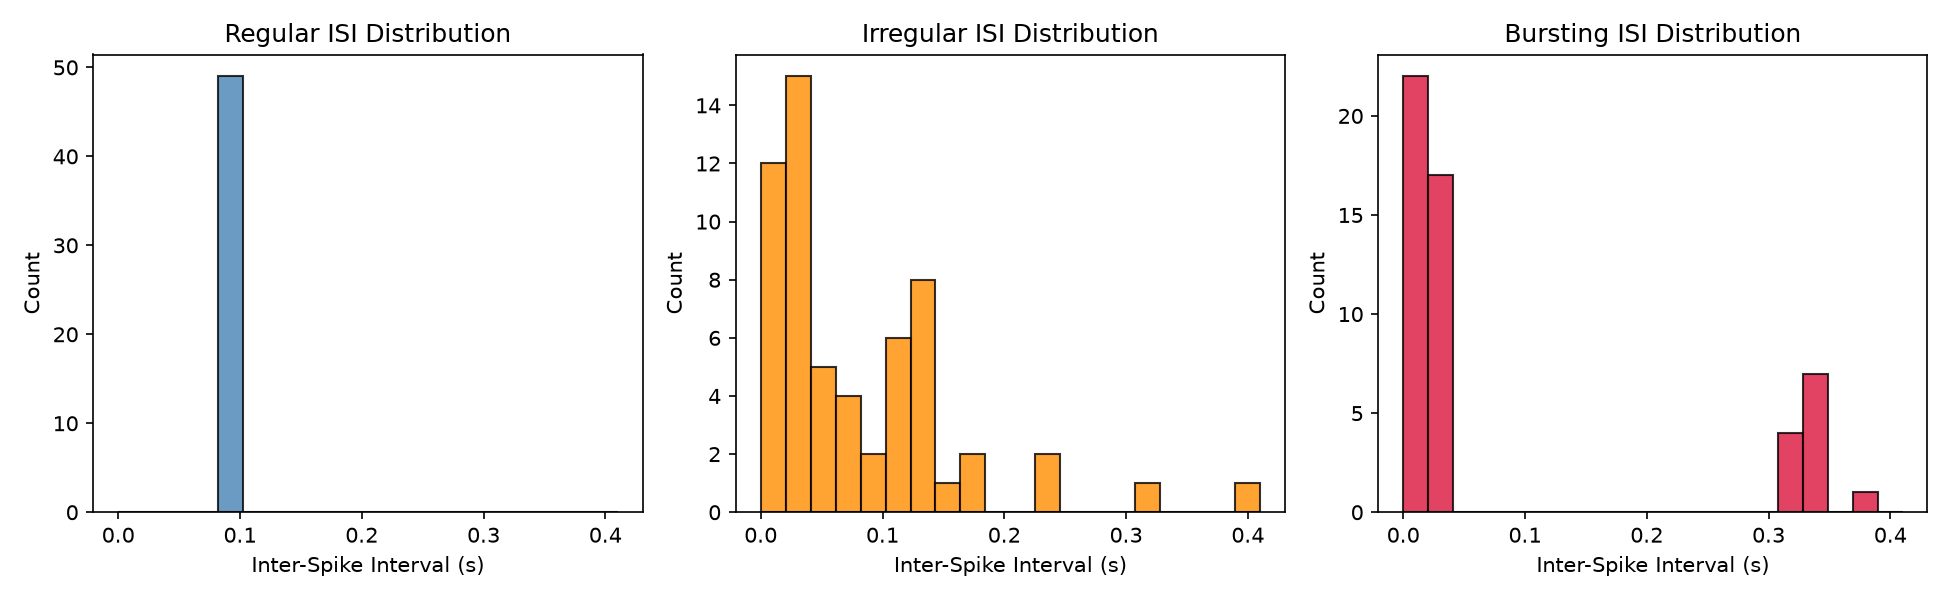 Regular ISI Distribution
Count
50
40
30
20
10
0
0.0 0.1 0.2 0.3 0.4
Inter-Spike Interval (s)
Irregular ISI Distribution
Count
14
12
10
8
6
4
2
0
0.0 0.1 0.2 0.3 0.4
Inter-Spike Interval (s)
Bursting ISI Distribution
Count
20
15
10
5
0
0.0 0.1 0.2 0.3 0.4
Inter-Spike Interval (s)